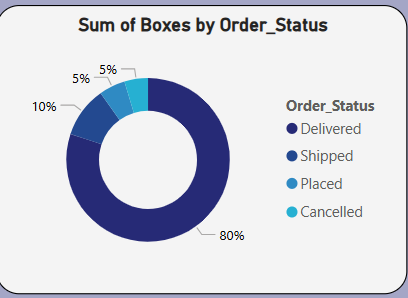 Sum of Boxes by Order_Status
5%
5%
10%
80%
Order_Status
Delivered
Shipped
Placed
Cancelled